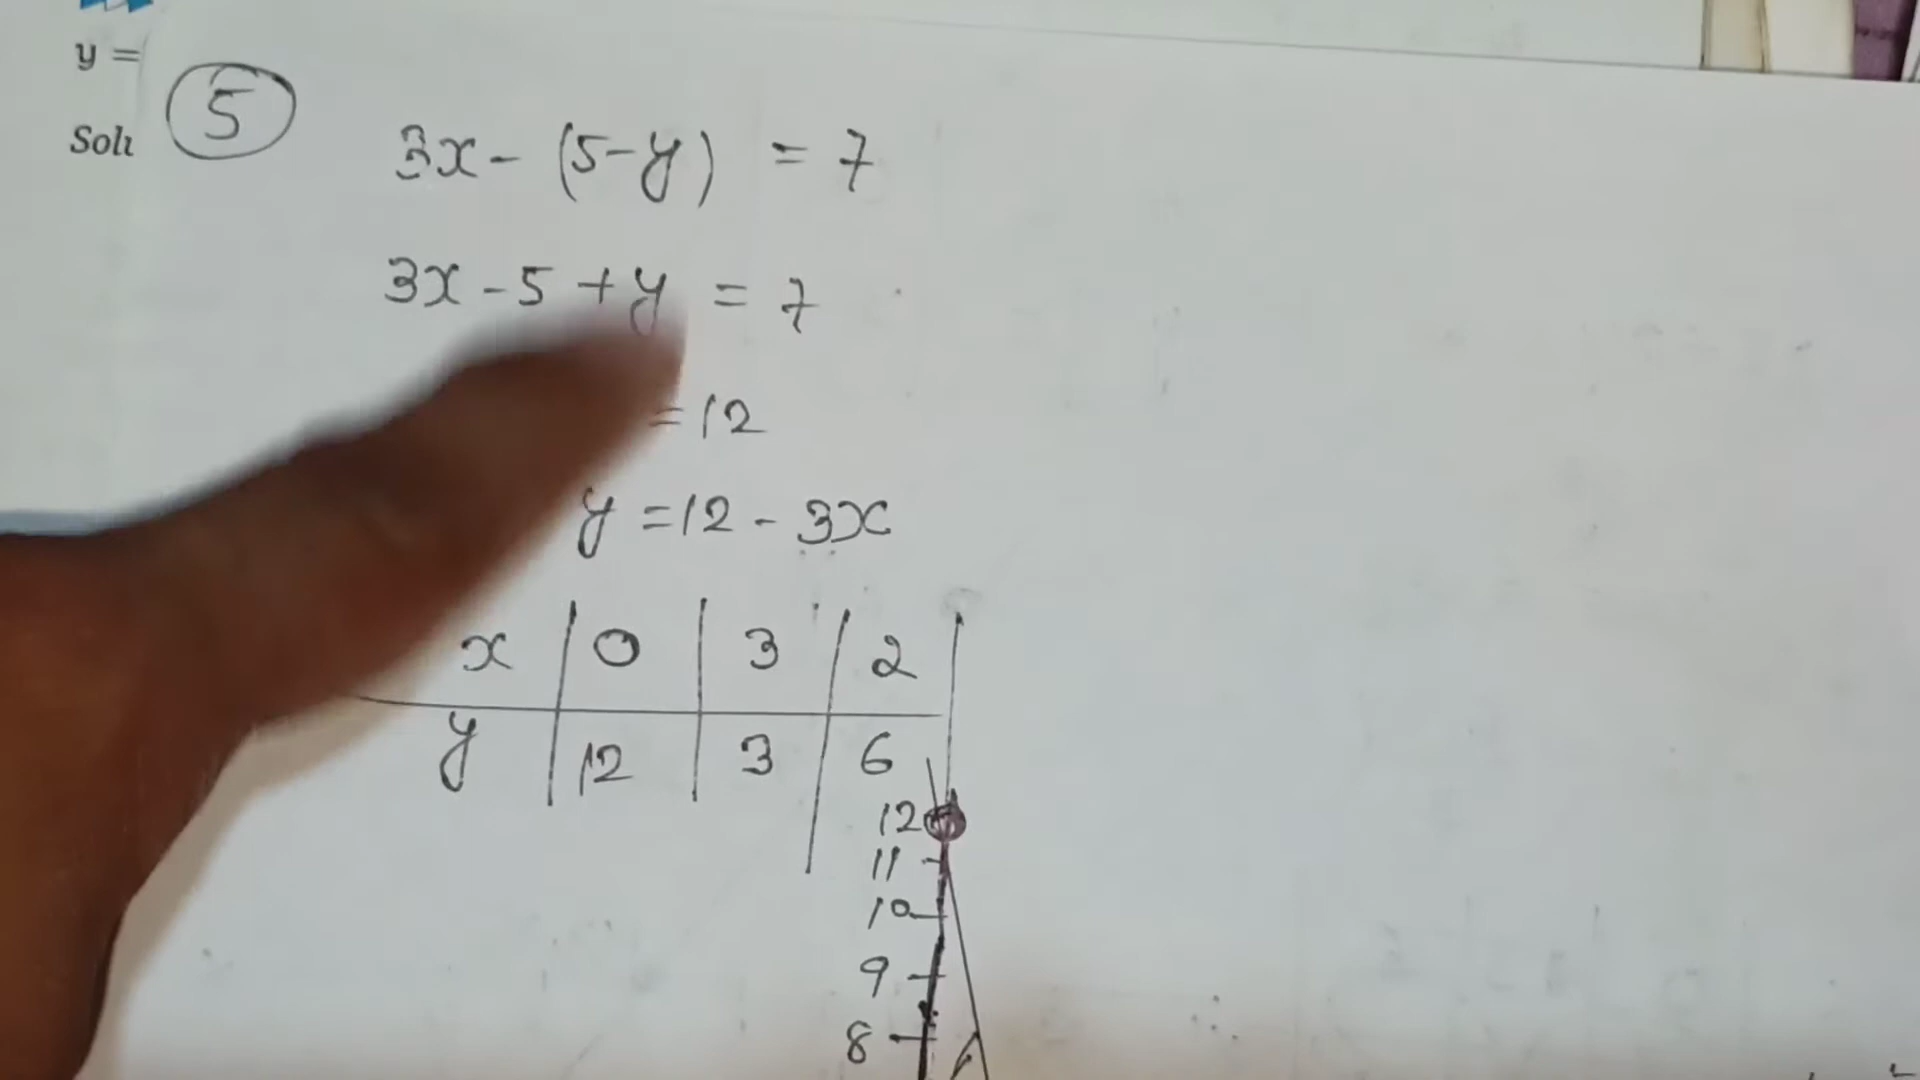 y =
5
3x - (5-y) = 7
3x - 5 + y = 7
= 12
y = 12 - 3x
x | 0 | 3 | 2
y | 12 | 3 | 6
12
11
10
9
8